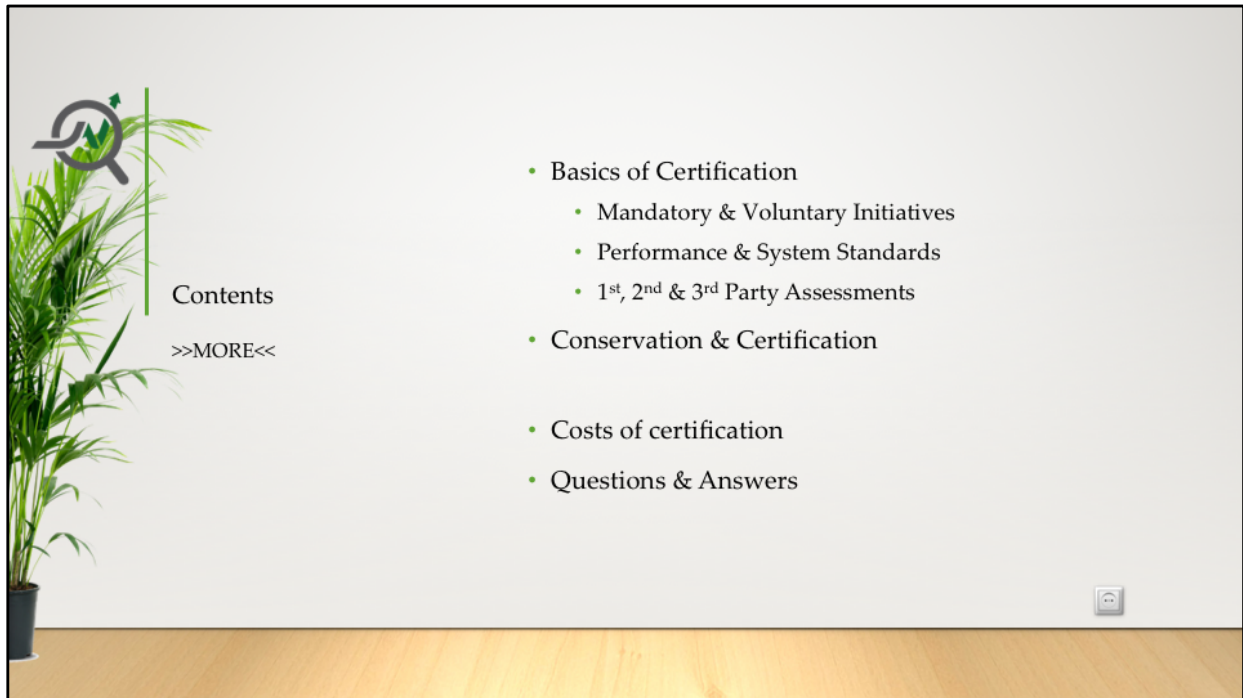 Contents
>>MORE<<
• Basics of Certification
• Mandatory & Voluntary Initiatives
• Performance & System Standards
• 1st, 2nd & 3rd Party Assessments
• Conservation & Certification
• Costs of certification
• Questions & Answers